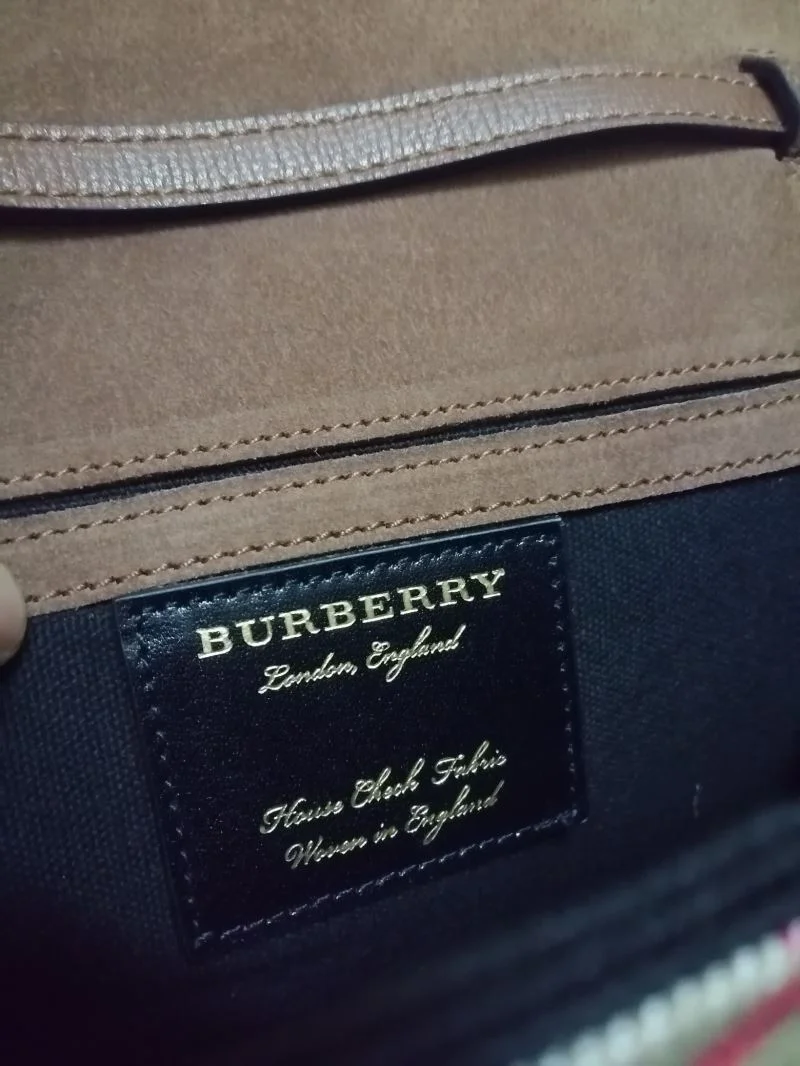 BURBERRY
London, England
House Check Fabric
Woven in England